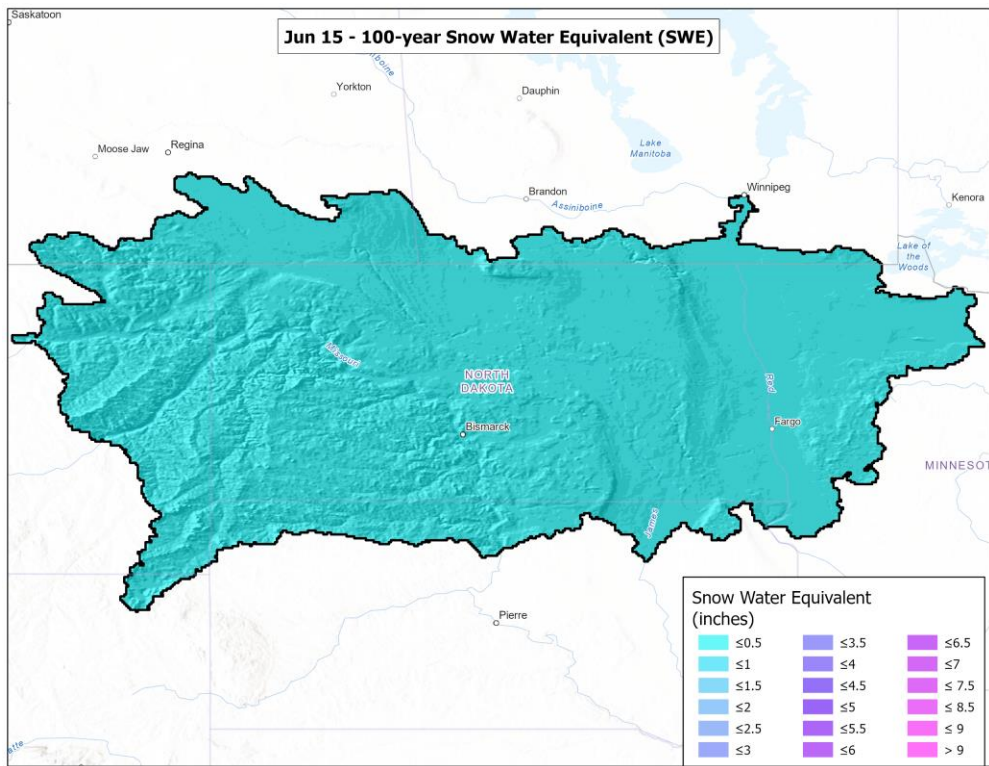 Saskatoon
Jun 15 - 100-year Snow Water Equivalent (SWE)
Yorkton
Dauphin
Moose Jaw
Regina
Lake
Manitoba
Brandon
Assiniboine
Winnipeg
Kenora
Lake of
the
Woods
Missouri
NORTH
DAKOTA
Bismarck
Red
Fargo
MINNESOT
James
Pierre
Snow Water Equivalent
(inches)
≤0.5
≤1
≤1.5
≤2
≤2.5
≤3
≤3.5
≤4
≤4.5
≤5
≤5.5
≤6
≤6.5
≤7
≤ 7.5
≤ 8.5
≤ 9
> 9
atte